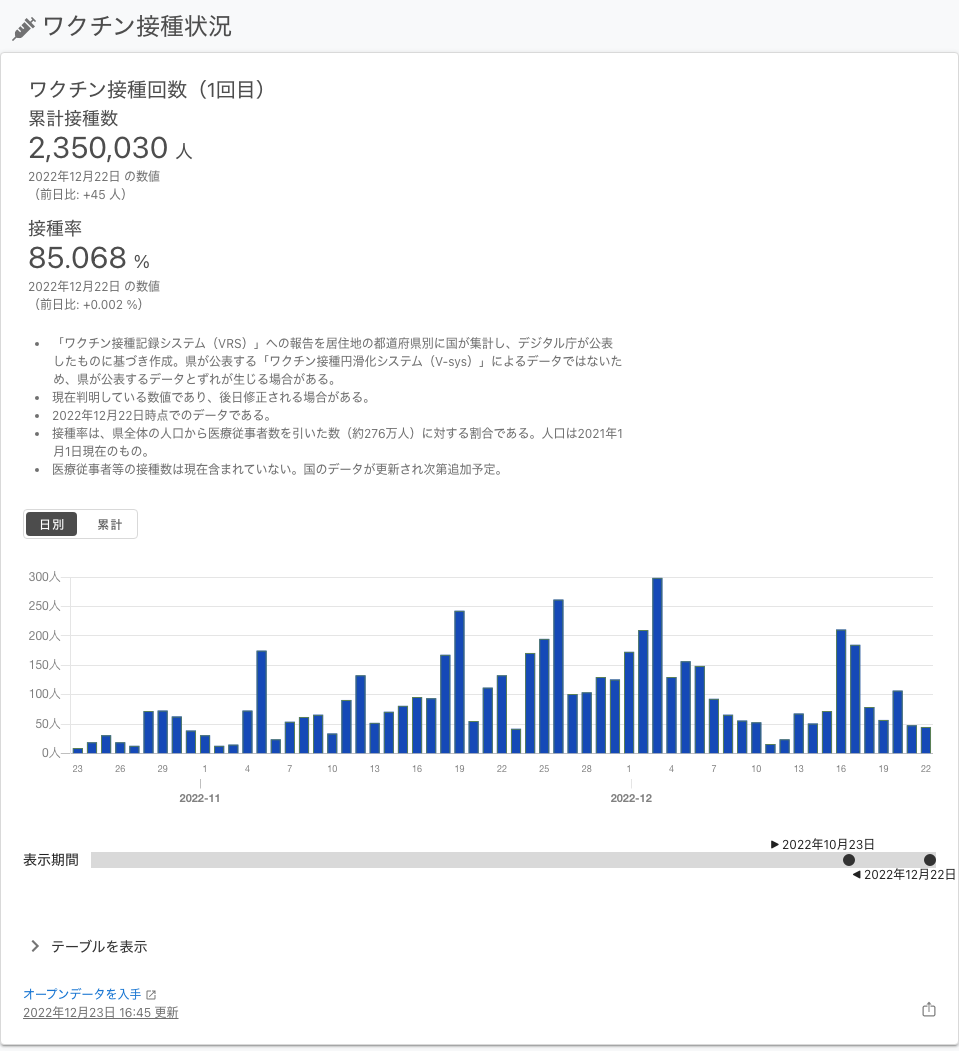 ワクチン接種状況
ワクチン接種回数（1回目）
累計接種数
2,350,030 人
2022年12月22日 の数値
（前日比: +45 人）
接種率
85.068 %
2022年12月22日 の数値
（前日比: +0.002 %）
• 「ワクチン接種記録システム（VRS）」への報告を居住地の都道府県別に国が集計し、デジタル庁が公表
したものに基づき作成。県が公表する「ワクチン接種円滑化システム（V-sys）」によるデータではないた
め、県が公表するデータとずれが生じる場合がある。
• 現在判明している数値であり、後日修正される場合がある。
• 2022年12月22日時点でのデータである。
• 接種率は、県全体の人口から医療従事者数を引いた数（約276万人）に対する割合である。人口は2021年1
月1日現在のもの。
• 医療従事者等の接種数は現在含まれていない。国のデータが更新され次第追加予定。
日別 累計
300人
250人
200人
150人
100人
50人
0人
23 26 29 1 4 7 10 13 16 19 22 25 28 1 4 7 10 13 16 19 22
2022-11 2022-12
▶ 2022年10月23日
表示期間
◀ 2022年12月22日
テーブルを表示
オープンデータを入手
2022年12月23日 16:45 更新